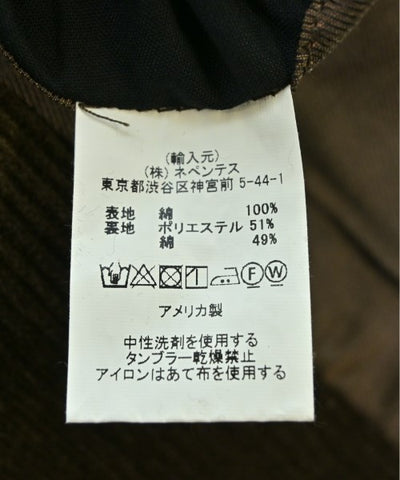 (輸入元)
(株) ネペンテス
東京都渋谷区神宮前 5-44-1
表地 綿 100%
裏地 ポリエステル 51%
綿 49%
F W
アメリカ製
中性洗剤を使用する
タンブラー乾燥禁止
アイロンはあて布を使用する